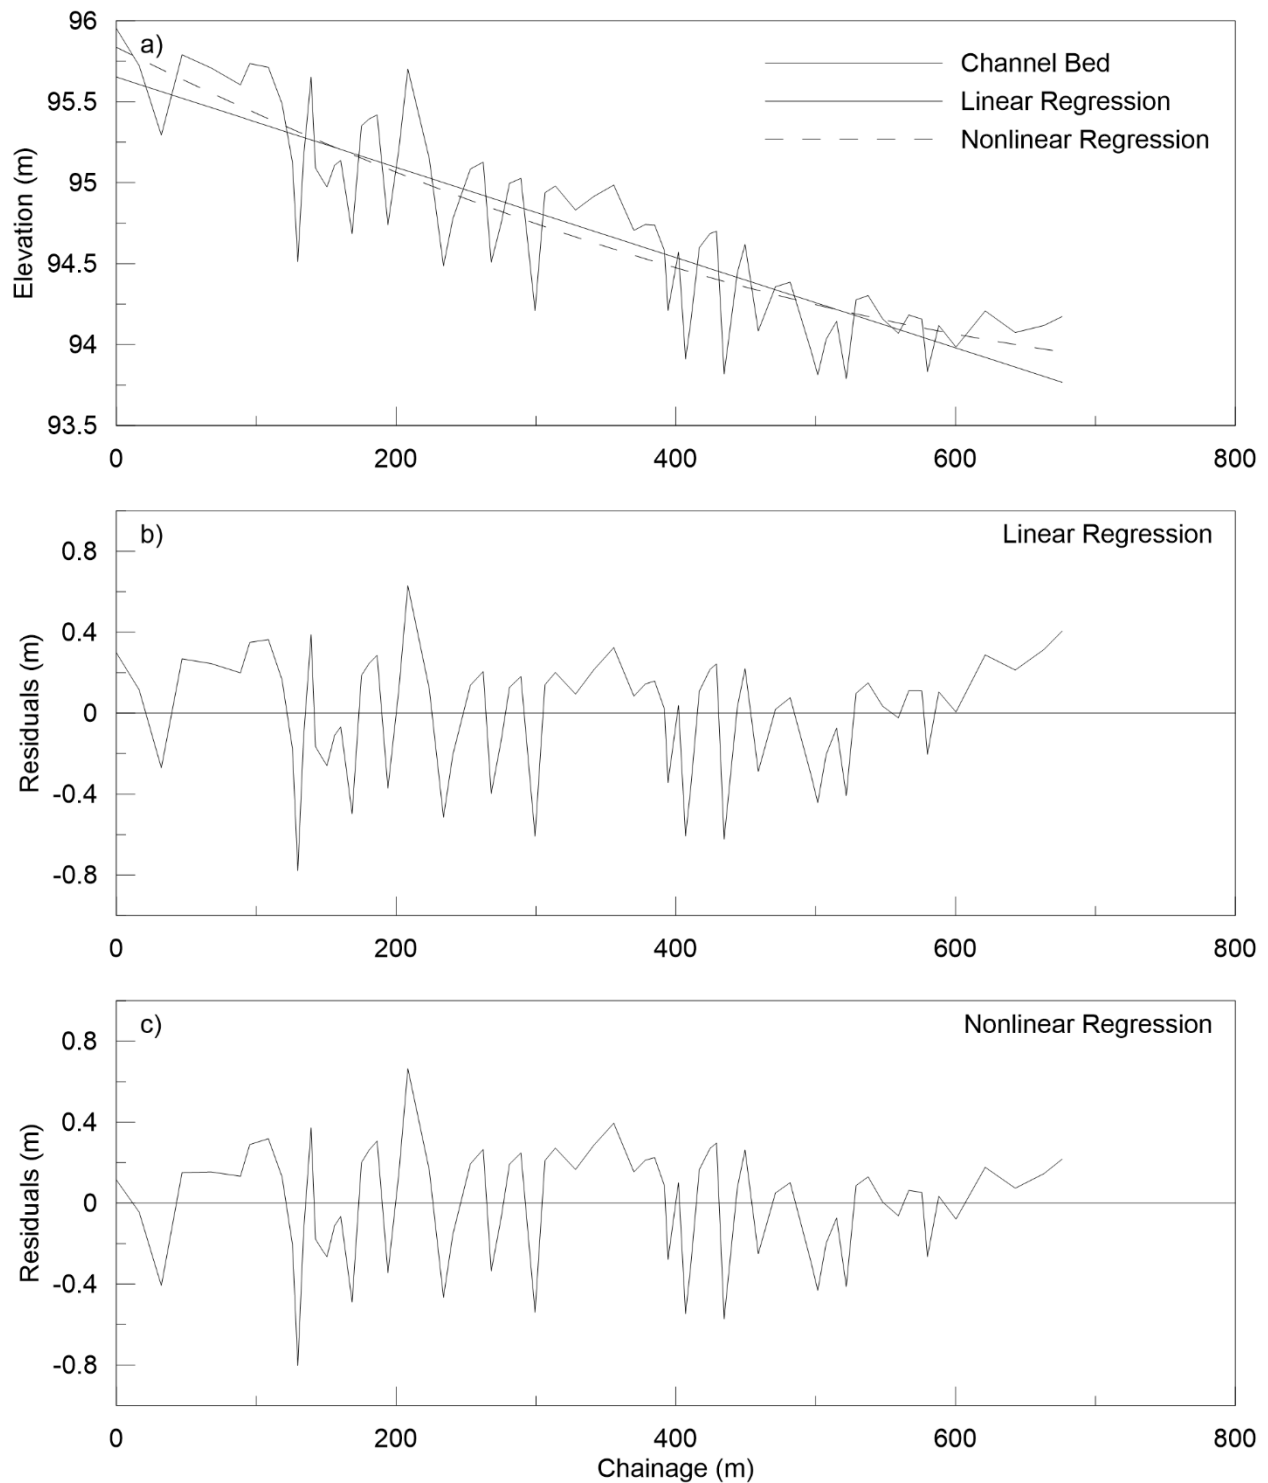 96
a)
Channel Bed
95.5
Linear Regression
Nonlinear Regression
Elevation (m)
95
94.5
94
93.5
0
200
400
600
800
b)
Linear Regression
0.8
0.4
Residuals (m)
0
-0.4
-0.8
0
200
400
600
800
c)
Nonlinear Regression
0.8
0.4
Residuals (m)
0
-0.4
-0.8
0
200
400
600
800
Chainage (m)